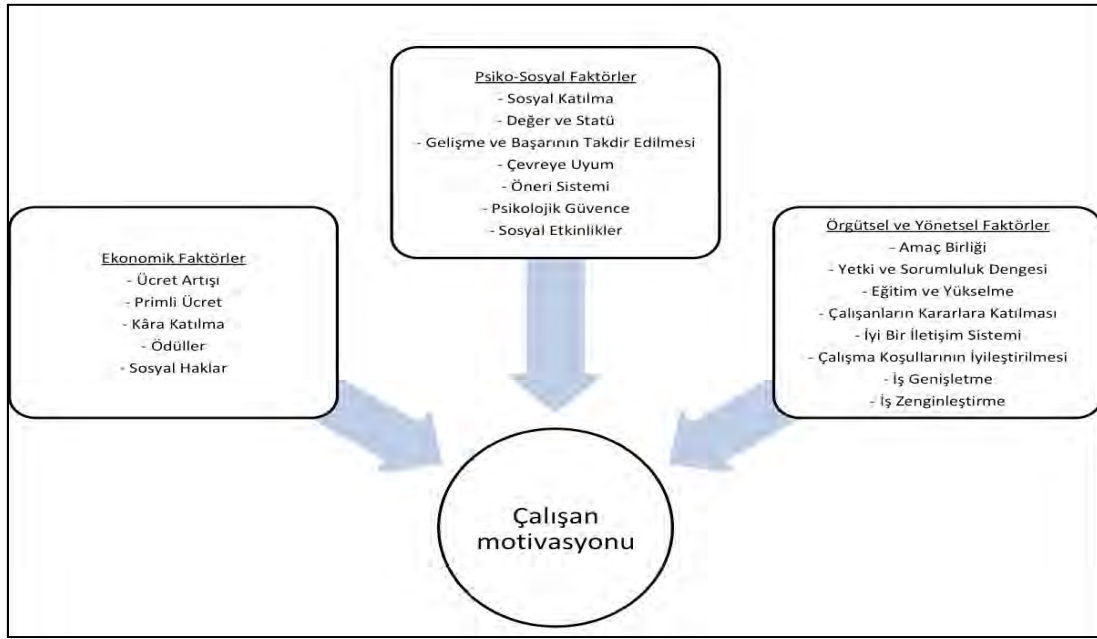 Psiko-Sosyal Faktörler
- Sosyal Katılma
- Değer ve Statü
- Gelişme ve Başarının Takdir Edilmesi
- Çevreye Uyum
- Öneri Sistemi
- Psikolojik Güvence
- Sosyal Etkinlikler
Ekonomik Faktörler
- Ücret Artışı
- Primli Ücret
- Kâra Katılma
- Ödüller
- Sosyal Haklar
Örgütsel ve Yönetsel Faktörler
- Amaç Birliği
- Yetki ve Sorumluluk Dengesi
- Eğitim ve Yükselme
- Çalışanların Kararlara Katılması
- İyi Bir İletişim Sistemi
- Çalışma Koşullarının İyileştirilmesi
- İş Genişletme
- İş Zenginleştirme
Çalışan
motivasyonu